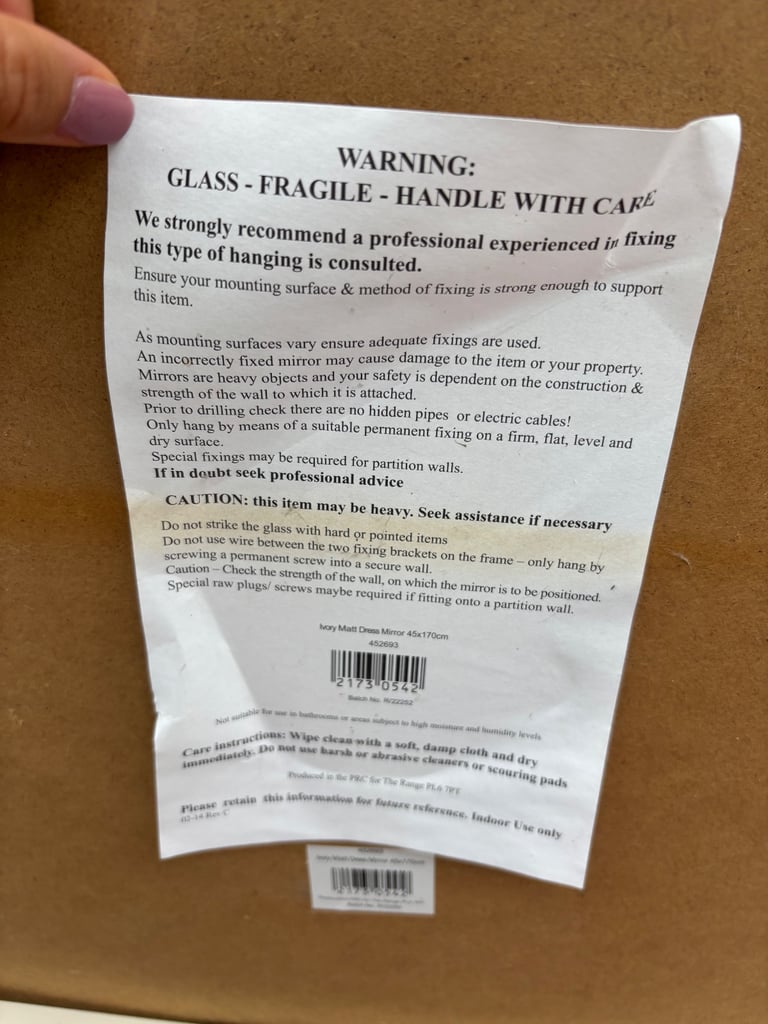 WARNING:
GLASS - FRAGILE - HANDLE WITH CARE
We strongly recommend a professional experienced in fixing
this type of hanging is consulted.
Ensure your mounting surface & method of fixing is strong enough to support
this item.
As mounting surfaces vary ensure adequate fixings are used.
An incorrectly fixed mirror may cause damage to the item or your property.
Mirrors are heavy objects and your safety is dependent on the construction &
strength of the wall to which it is attached.
Prior to drilling check there are no hidden pipes or electric cables!
Only hang by means of a suitable permanent fixing on a firm, flat, level and
dry surface.
Special fixings may be required for partition walls.
If in doubt seek professional advice
CAUTION: this item may be heavy. Seek assistance if necessary
Do not strike the glass with hard or pointed items
Do not use wire between the two fixing brackets on the frame – only hang by
screwing a permanent screw into a secure wall.
Caution – Check the strength of the wall, on which the mirror is to be positioned.
Special raw plugs/ screws maybe required if fitting onto a partition wall.
Ivory Matt Dress Mirror 45x170cm
452693
2173 0542
Batch No. R/22252
Not suitable for use in bathrooms or areas subject to high moisture and humidity levels
Care instructions: Wipe clean with a soft, damp cloth and dry
immediately. Do not use harsh or abrasive cleaners or scouring pads
Produced in the PRC for The Range PL6 7PT
Please retain this information for future reference. Indoor Use only
02-14 Rev C
452693
2173 0542